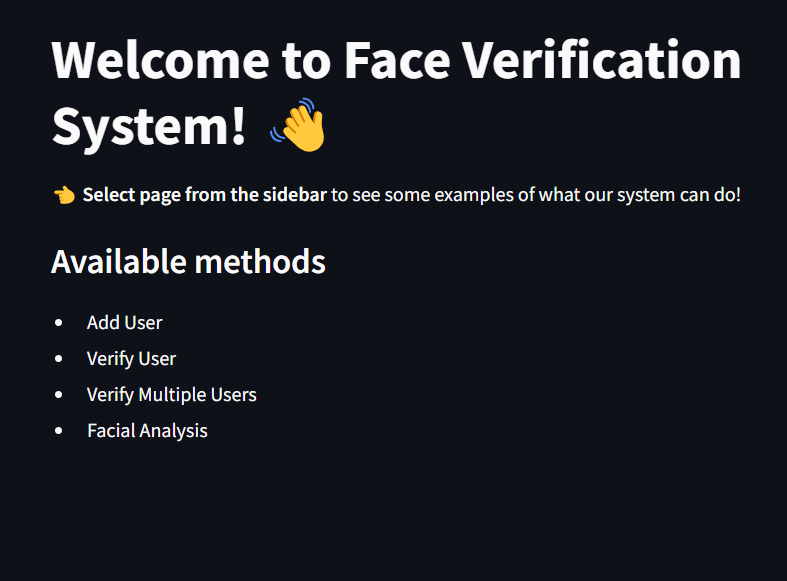 Welcome to Face Verification
System! 👋
👈 Select page from the sidebar to see some examples of what our system can do!
Available methods
• Add User
• Verify User
• Verify Multiple Users
• Facial Analysis